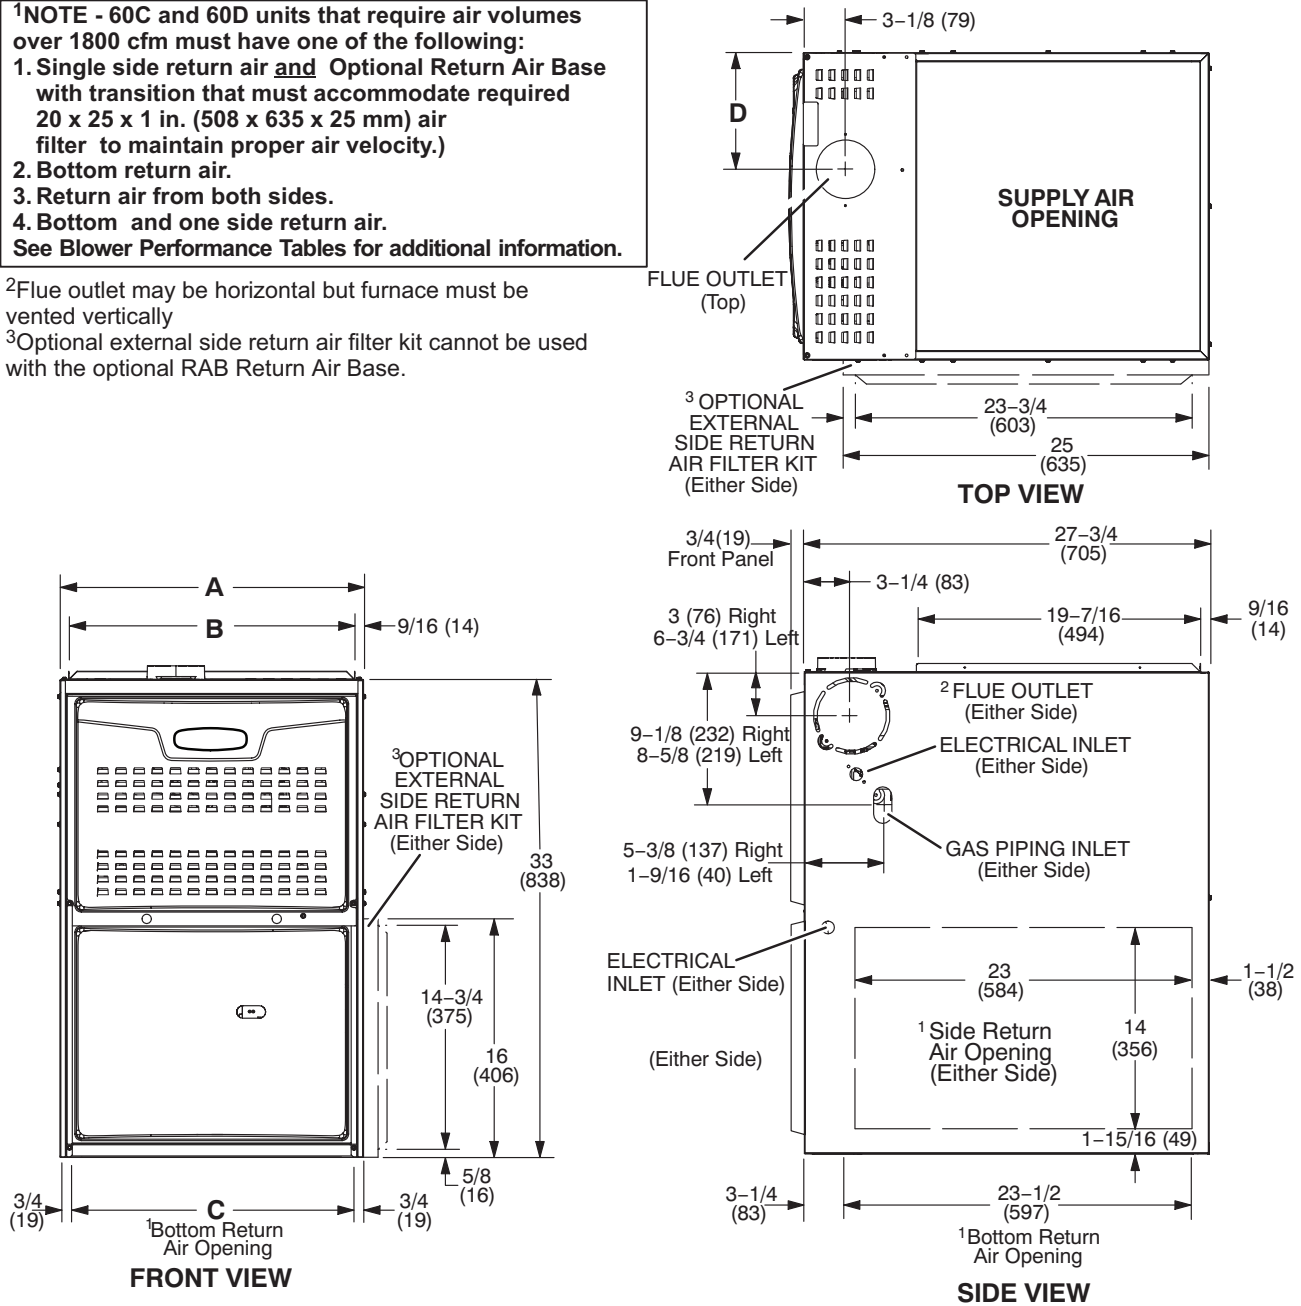 1NOTE - 60C and 60D units that require air volumes
over 1800 cfm must have one of the following:
1. Single side return air and Optional Return Air Base
with transition that must accommodate required
20 x 25 x 1 in. (508 x 635 x 25 mm) air
filter to maintain proper air velocity.)
2. Bottom return air.
3. Return air from both sides.
4. Bottom and one side return air.
See Blower Performance Tables for additional information.
2Flue outlet may be horizontal but furnace must be
vented vertically
3Optional external side return air filter kit cannot be used
with the optional RAB Return Air Base.
3−1/8 (79)
D
SUPPLY AIR
OPENING
FLUE OUTLET
(Top)
3 OPTIONAL
EXTERNAL
SIDE RETURN
AIR FILTER KIT
(Either Side)
23−3/4
(603)
25
(635)
TOP VIEW
A
B
9/16 (14)
3OPTIONAL
EXTERNAL
SIDE RETURN
AIR FILTER KIT
(Either Side)
33
(838)
14−3/4
(375)
16
(406)
5/8
(16)
3/4
(19)
C
3/4
(19)
1Bottom Return
Air Opening
FRONT VIEW
3/4(19)
Front Panel
27−3/4
(705)
3−1/4 (83)
3 (76) Right
6−3/4 (171) Left
19−7/16
(494)
9/16
(14)
2 FLUE OUTLET
(Either Side)
9−1/8 (232) Right
8−5/8 (219) Left
ELECTRICAL INLET
(Either Side)
GAS PIPING INLET
(Either Side)
5−3/8 (137) Right
1−9/16 (40) Left
ELECTRICAL
INLET (Either Side)
23
(584)
1−1/2
(38)
(Either Side)
1 Side Return
Air Opening
(Either Side)
14
(356)
1−15/16 (49)
3−1/4
(83)
23−1/2
(597)
1Bottom Return
Air Opening
SIDE VIEW